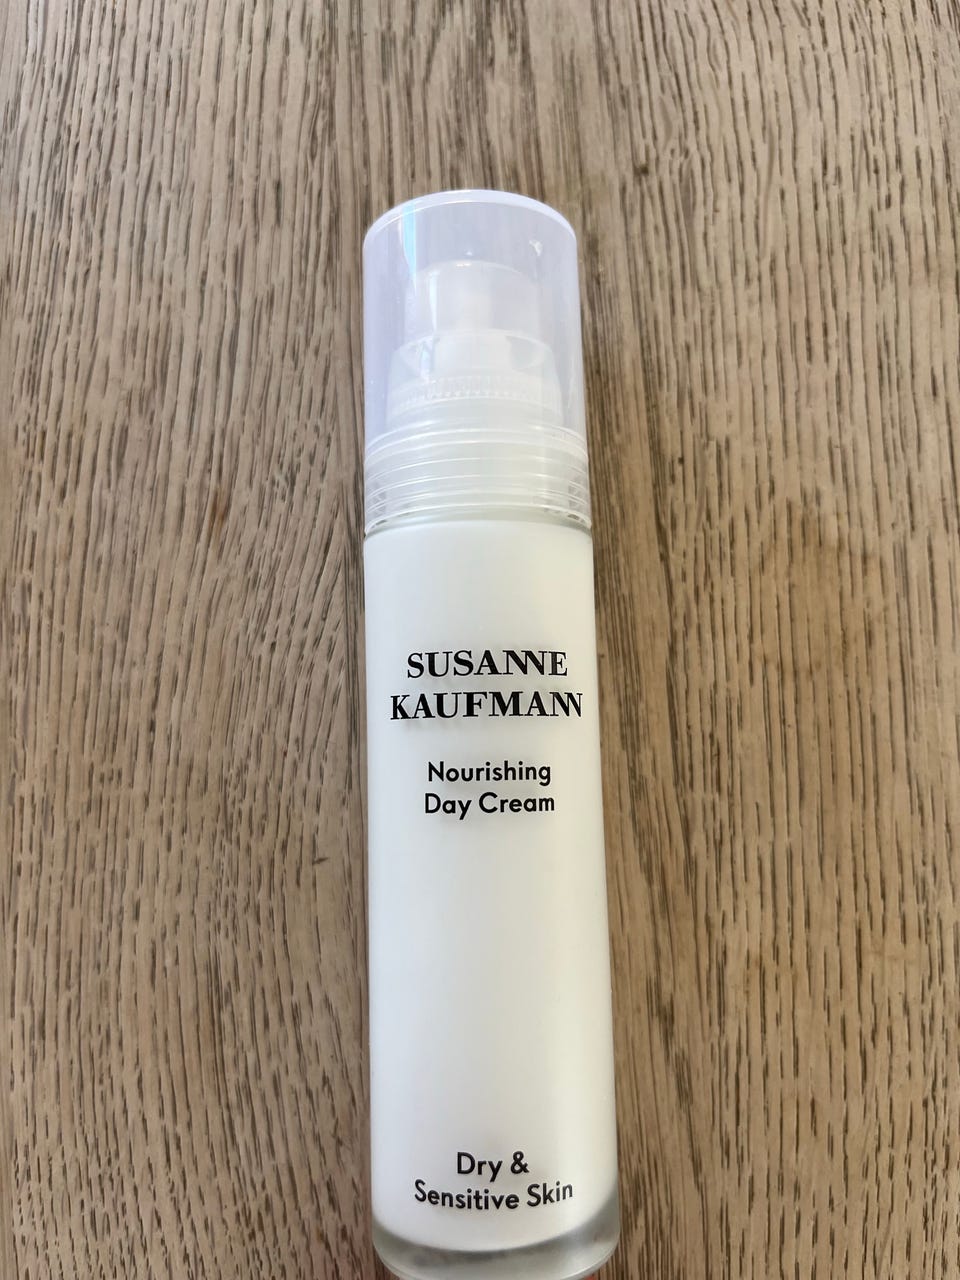 SUSANNE
KAUFMANN
Nourishing
Day Cream
Dry &
Sensitive Skin